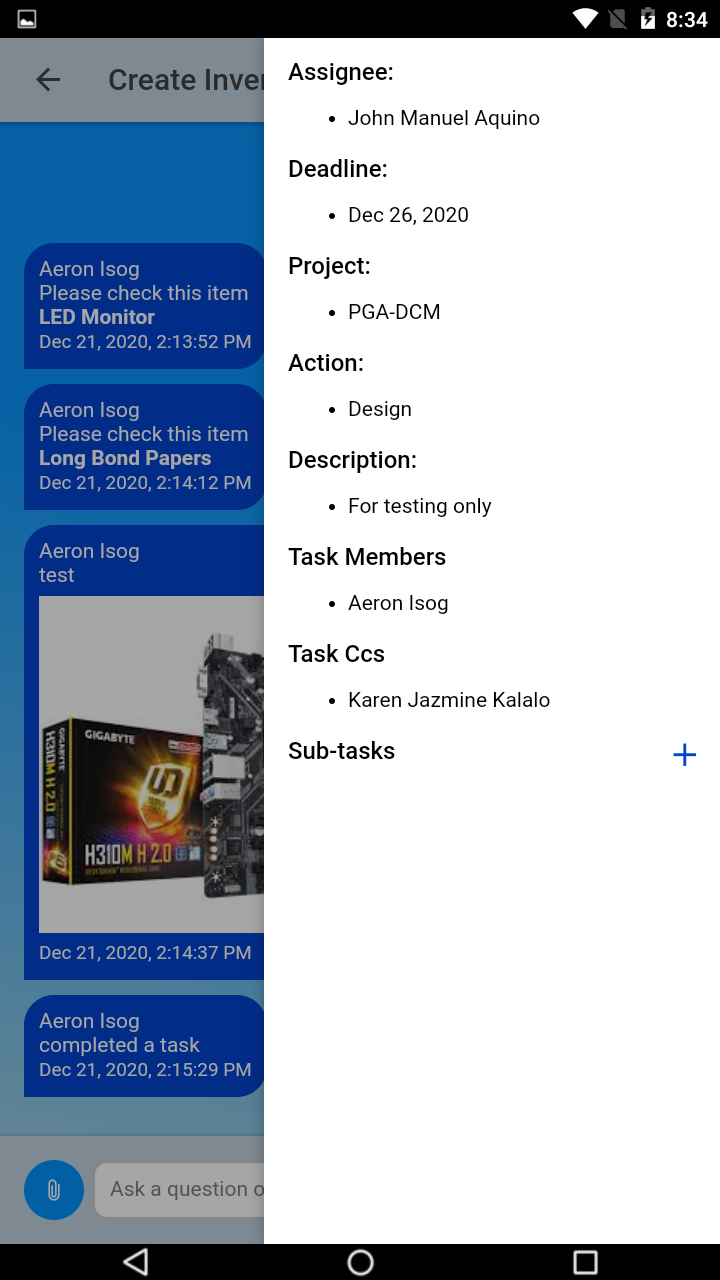 8:34
Create Inve
Aeron Isog
Please check this item
LED Monitor
Dec 21, 2020, 2:13:52 PM
Aeron Isog
Please check this item
Long Bond Papers
Dec 21, 2020, 2:14:12 PM
Aeron Isog
test
GIGABYTE
H310M H 2.0
GIGABYTE
H310M H 2.0
Dec 21, 2020, 2:14:37 PM
Aeron Isog
completed a task
Dec 21, 2020, 2:15:29 PM
Ask a question o
Assignee:
John Manuel Aquino
Deadline:
Dec 26, 2020
Project:
PGA-DCM
Action:
Design
Description:
For testing only
Task Members
Aeron Isog
Task Ccs
Karen Jazmine Kalalo
Sub-tasks